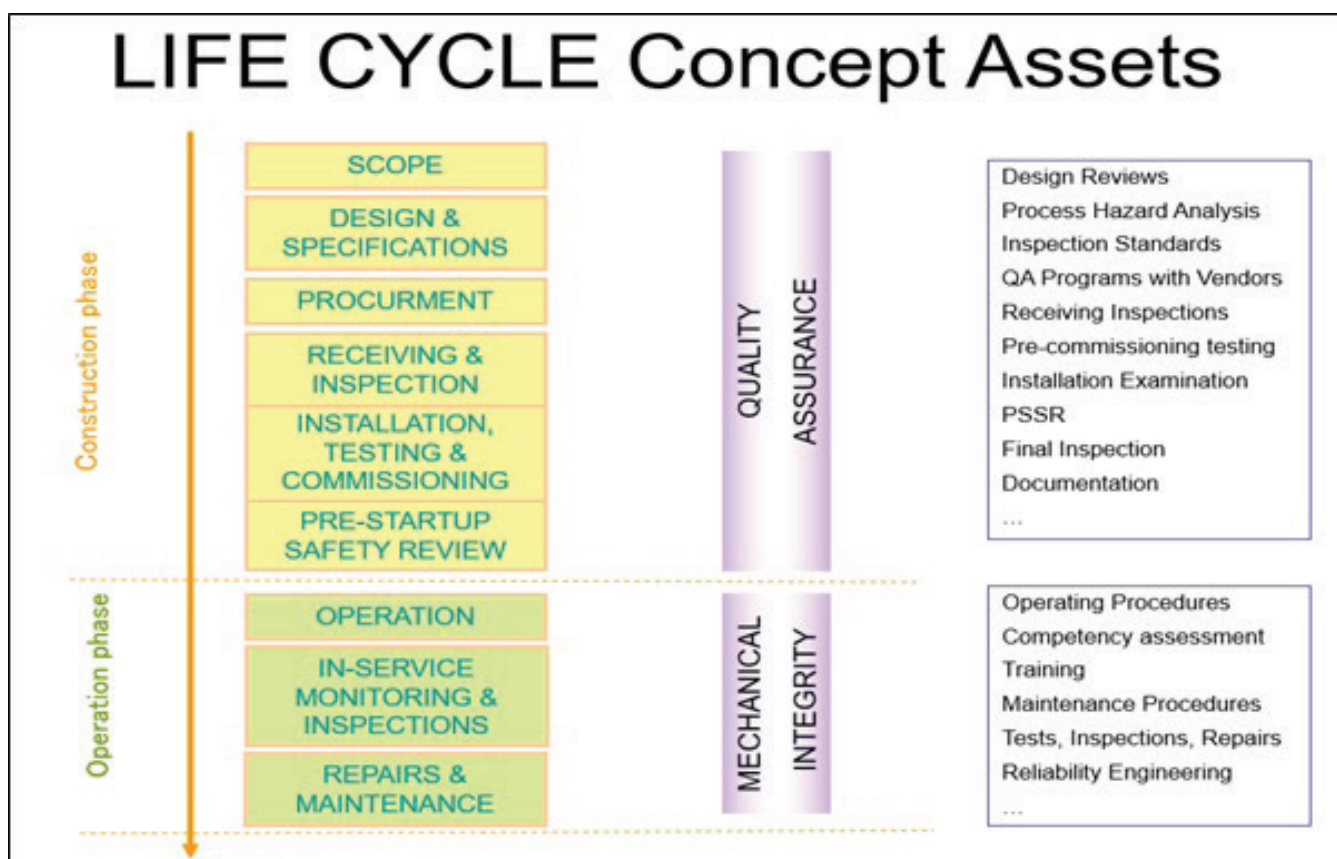 LIFE CYCLE Concept Assets
Construction phase
SCOPE
DESIGN &
SPECIFICATIONS
PROCURMENT
RECEIVING &
INSPECTION
INSTALLATION,
TESTING &
COMMISSIONING
PRE-STARTUP
SAFETY REVIEW
QUALITY
ASSURANCE
Design Reviews
Process Hazard Analysis
Inspection Standards
QA Programs with Vendors
Receiving Inspections
Pre-commissioning testing
Installation Examination
PSSR
Final Inspection
Documentation
...
Operation phase
OPERATION
IN-SERVICE
MONITORING &
INSPECTIONS
REPAIRS &
MAINTENANCE
MECHANICAL
INTEGRITY
Operating Procedures
Competency assessment
Training
Maintenance Procedures
Tests, Inspections, Repairs
Reliability Engineering
...